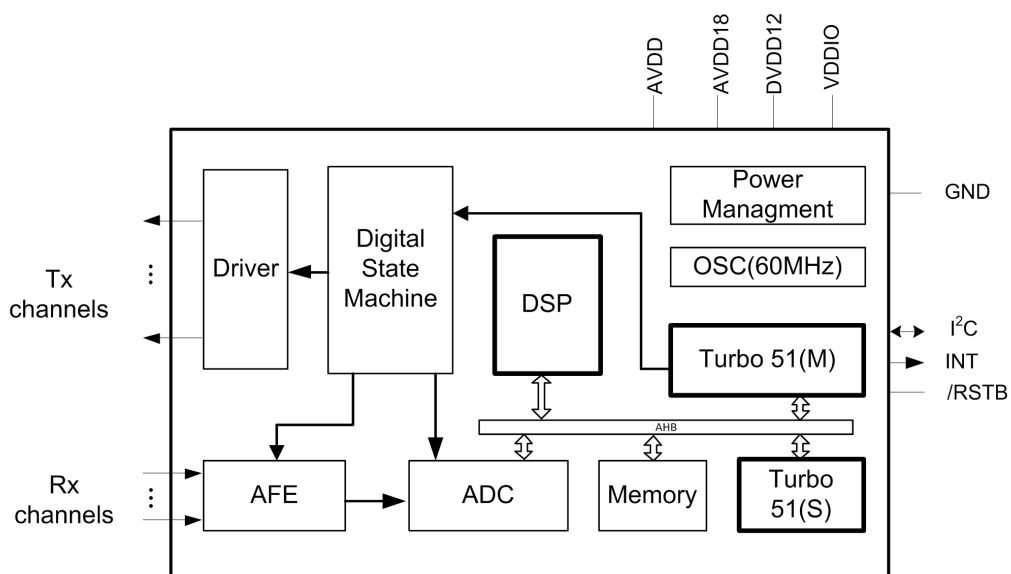 AVDD
AVDD18
DVDD12
VDDIO
Power
Managment
GND
Digital
State
Machine
Driver
OSC(60MHz)
DSP
Tx
channels
I²C
Turbo 51(M)
INT
/RSTB
AHB
Rx
channels
AFE
ADC
Memory
Turbo
51(S)